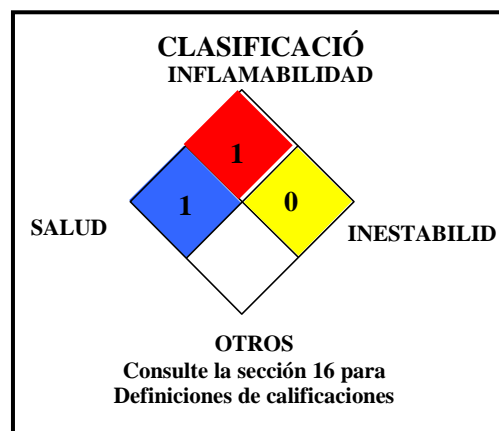 CLASIFICACIÓ
INFLAMABILIDAD
1
1
0
SALUD
INESTABILID
OTROS
Consulte la sección 16 para
Definiciones de calificaciones